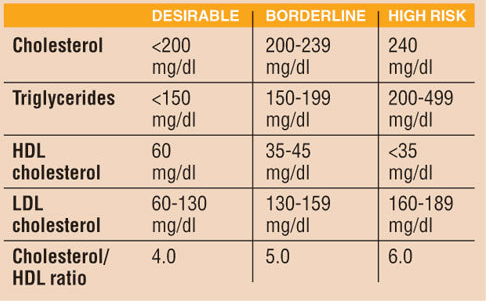 DESIRABLE BORDERLINE HIGH RISK
Cholesterol <200 200-239 240
mg/dl mg/dl mg/dl
Triglycerides <150 150-199 200-499
mg/dl mg/dl mg/dl
HDL 60 35-45 <35
cholesterol mg/dl mg/dl mg/dl
LDL 60-130 130-159 160-189
cholesterol mg/dl mg/dl mg/dl
Cholesterol/ 4.0 5.0 6.0
HDL ratio